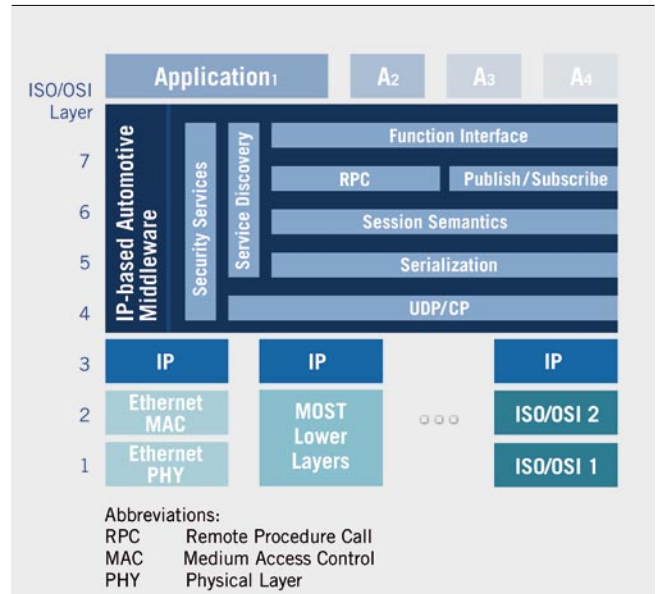 Application1 A2 A3 A4
ISO/OSI
Layer
7
6
5
4
3
2
1
IP-based Automotive
Middleware
Security Services
Service Discovery
Function Interface
RPC
Publish/Subscribe
Session Semantics
Serialization
UDP/CP
IP IP IP
Ethernet
MAC
Ethernet
PHY
MOST
Lower
Layers
ISO/OSI 2
ISO/OSI 1
Abbreviations:
RPC Remote Procedure Call
MAC Medium Access Control
PHY Physical Layer